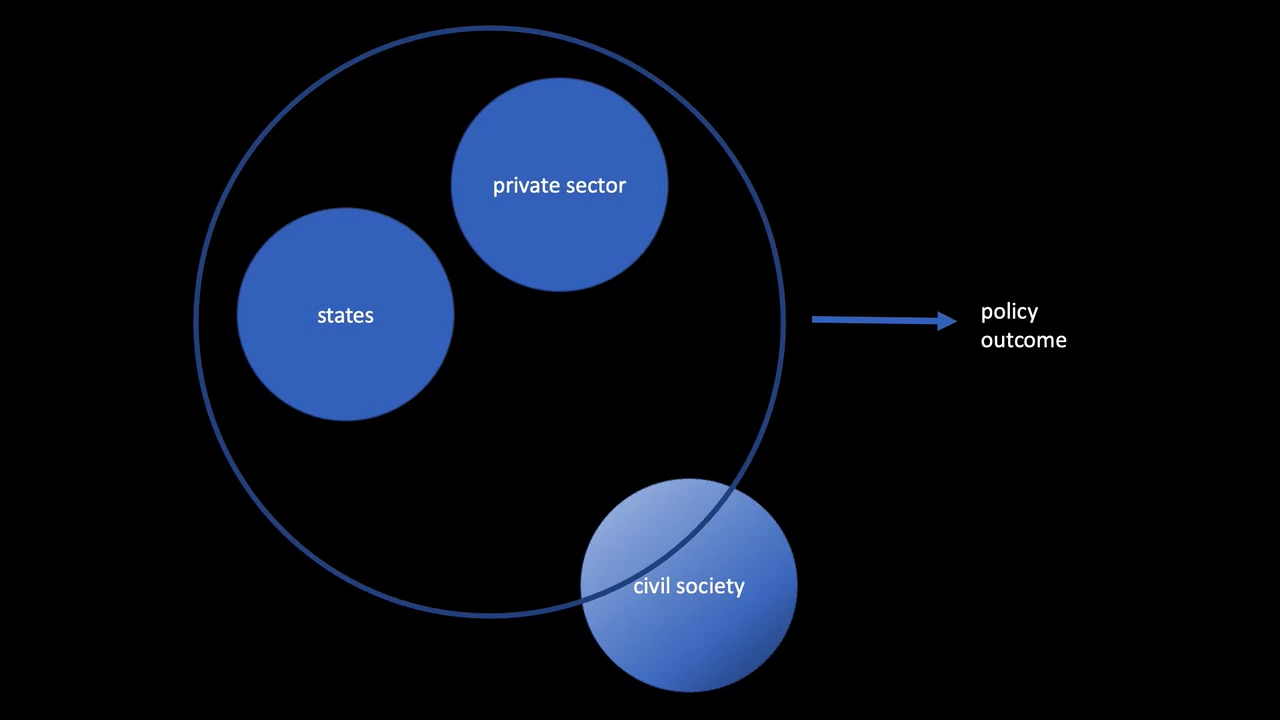 private sector
states
policy
outcome
civil society